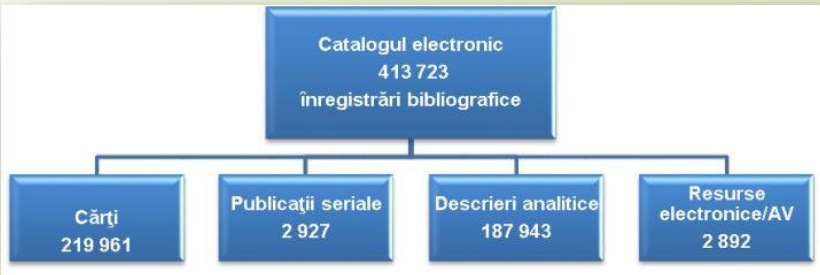 Catalogul electronic
413 723
înregistrări bibliografice
Cărţi
219 961
Publicaţii seriale
2 927
Descrieri analitice
187 943
Resurse
electronice/AV
2 892